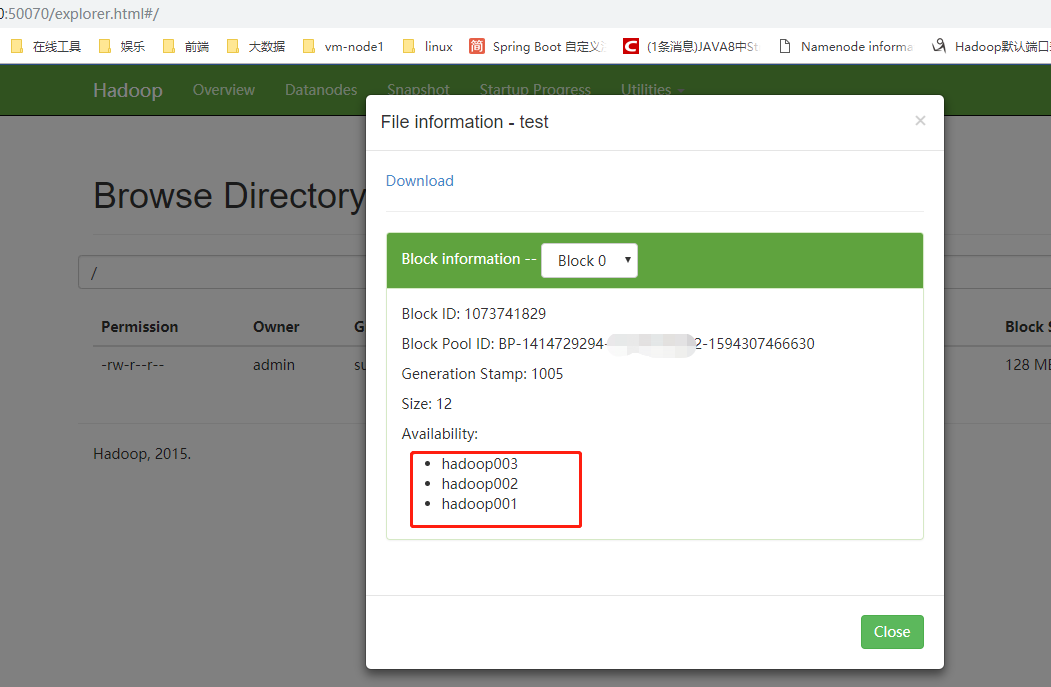 0:50070/explorer.html#/
在线工具 娱乐 前端 大数据 vm-node1 linux 简 Spring Boot 自定义 C (1条消息)JAVA8中St Namenode informa Hadoop默认端口
Hadoop Overview Datanodes Snapshot Startup Progress Utilities
File information - test ×
Download
Browse Directory
Block information -- Block 0
/
Block ID: 1073741829
Permission Owner G Block S
Block Pool ID: BP-1414729294- 2-1594307466630
-rw-r--r-- admin su 128 MB
Generation Stamp: 1005
Size: 12
Availability:
Hadoop, 2015.
hadoop003
hadoop002
hadoop001
Close